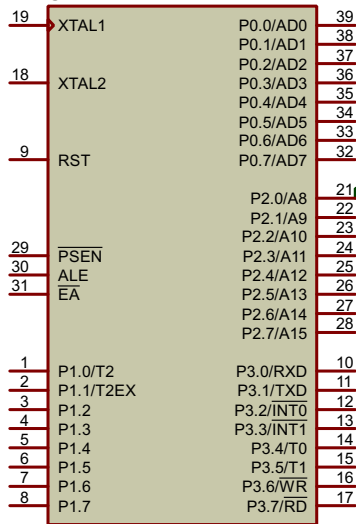 19 XTAL1 P0.0/AD0 39
P0.1/AD1 38
P0.2/AD2 37
18 XTAL2 P0.3/AD3 36
P0.4/AD4 35
P0.5/AD5 34
P0.6/AD6 33
9 RST P0.7/AD7 32
P2.0/A8 21
P2.1/A9 22
P2.2/A10 23
29 PSEN P2.3/A11 24
30 ALE P2.4/A12 25
31 EA P2.5/A13 26
P2.6/A14 27
P2.7/A15 28
1 P1.0/T2 P3.0/RXD 10
2 P1.1/T2EX P3.1/TXD 11
3 P1.2 P3.2/INT0 12
4 P1.3 P3.3/INT1 13
5 P1.4 P3.4/T0 14
6 P1.5 P3.5/T1 15
7 P1.6 P3.6/WR 16
8 P1.7 P3.7/RD 17